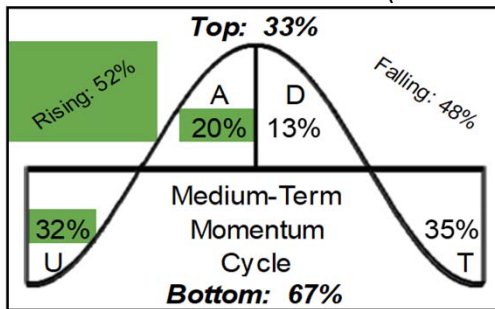 Top: 33%
Rising: 52%
Falling: 48%
A D
20% 13%
Medium-Term
32% Momentum 35%
U Cycle T
Bottom: 67%